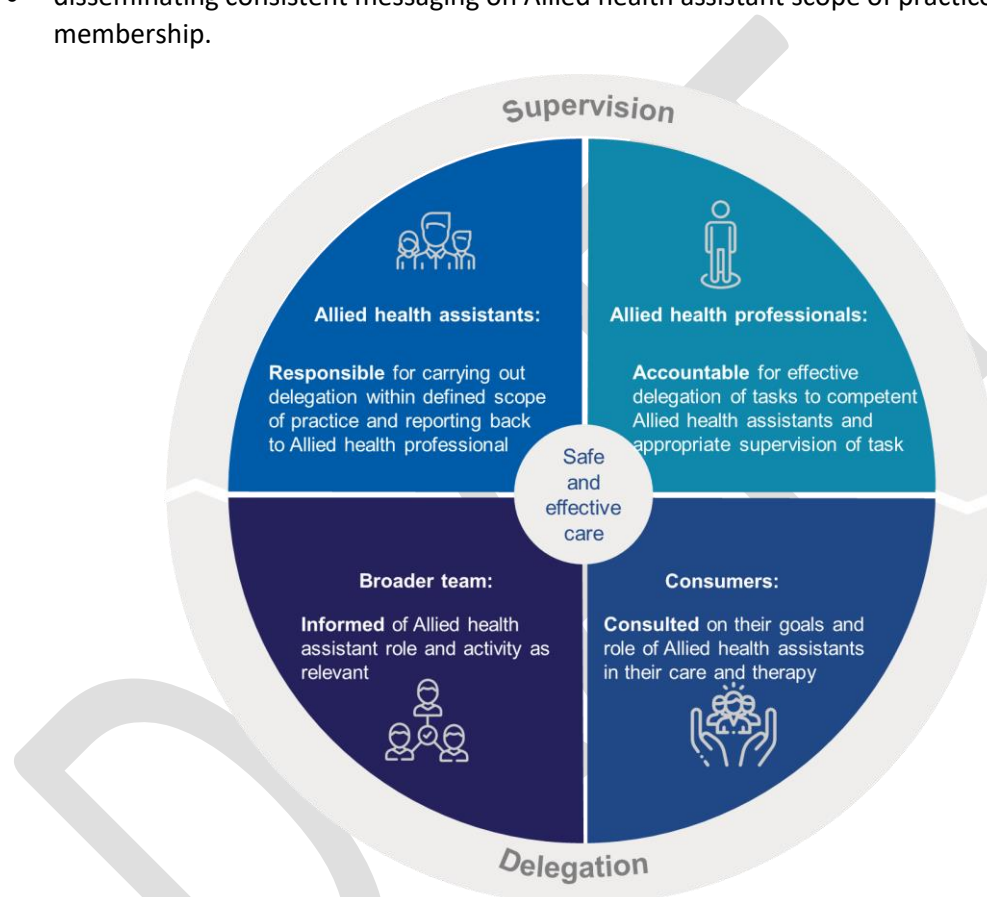 • disseminating consistent messaging on Allied health assistant scope of practice
membership.
Supervision
Allied health assistants:
Responsible for carrying out
delegation within defined scope
of practice and reporting back
to Allied health professional
Allied health professionals:
Accountable for effective
delegation of tasks to competent
Allied health assistants and
appropriate supervision of task
Safe
and
effective
care
Broader team:
Informed of Allied health
assistant role and activity as
relevant
Consumers:
Consulted on their goals and
role of Allied health assistants
in their care and therapy
Delegation